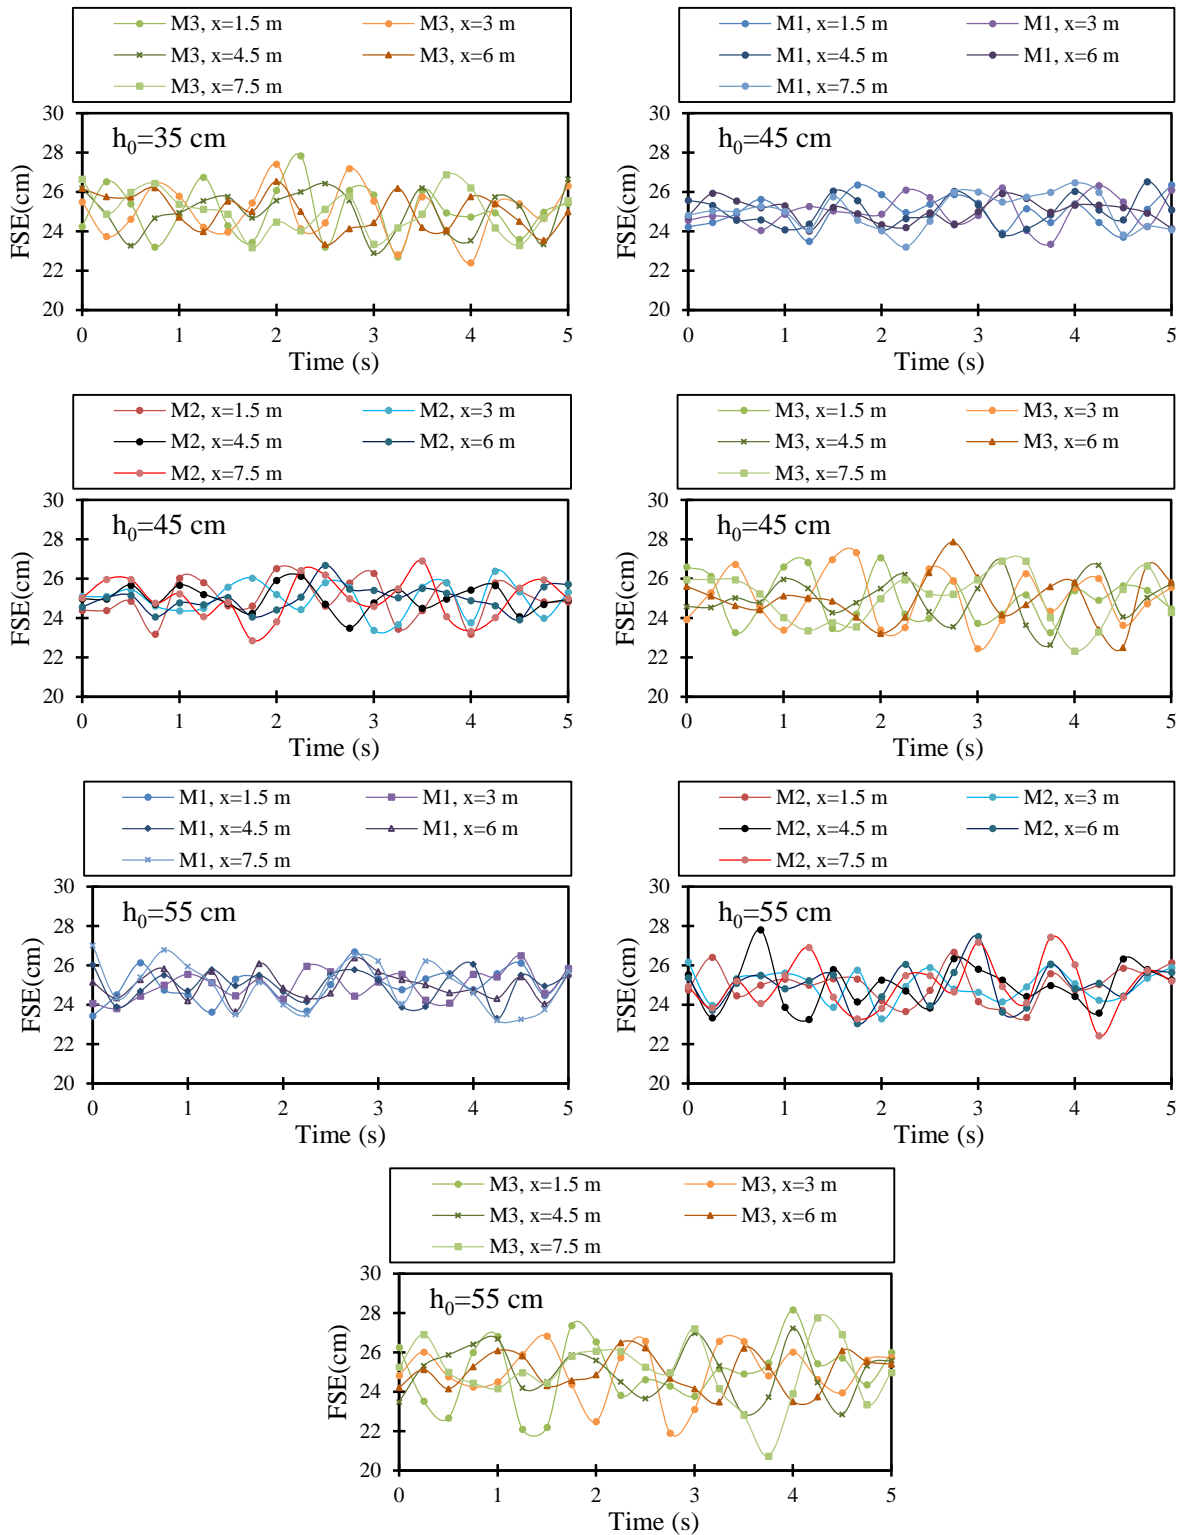 M3, x=1.5 m M3, x=3 m
M3, x=4.5 m M3, x=6 m
M3, x=7.5 m
30
28
26
24
22
20
FSE(cm)
h0=35 cm
0 1 2 3 4 5
Time (s)
M1, x=1.5 m M1, x=3 m
M1, x=4.5 m M1, x=6 m
M1, x=7.5 m
30
28
26
24
22
20
FSE(cm)
h0=45 cm
0 1 2 3 4 5
Time (s)
M2, x=1.5 m M2, x=3 m
M2, x=4.5 m M2, x=6 m
M2, x=7.5 m
30
28
26
24
22
20
FSE(cm)
h0=45 cm
0 1 2 3 4 5
Time (s)
M3, x=1.5 m M3, x=3 m
M3, x=4.5 m M3, x=6 m
M3, x=7.5 m
30
28
26
24
22
20
FSE(cm)
h0=45 cm
0 1 2 3 4 5
Time (s)
M1, x=1.5 m M1, x=3 m
M1, x=4.5 m M1, x=6 m
M1, x=7.5 m
30
28
26
24
22
20
FSE(cm)
h0=55 cm
0 1 2 3 4 5
Time (s)
M2, x=1.5 m M2, x=3 m
M2, x=4.5 m M2, x=6 m
M2, x=7.5 m
30
28
26
24
22
20
FSE(cm)
h0=55 cm
0 1 2 3 4 5
Time (s)
M3, x=1.5 m M3, x=3 m
M3, x=4.5 m M3, x=6 m
M3, x=7.5 m
30
28
26
24
22
20
FSE(cm)
h0=55 cm
0 1 2 3 4 5
Time (s)